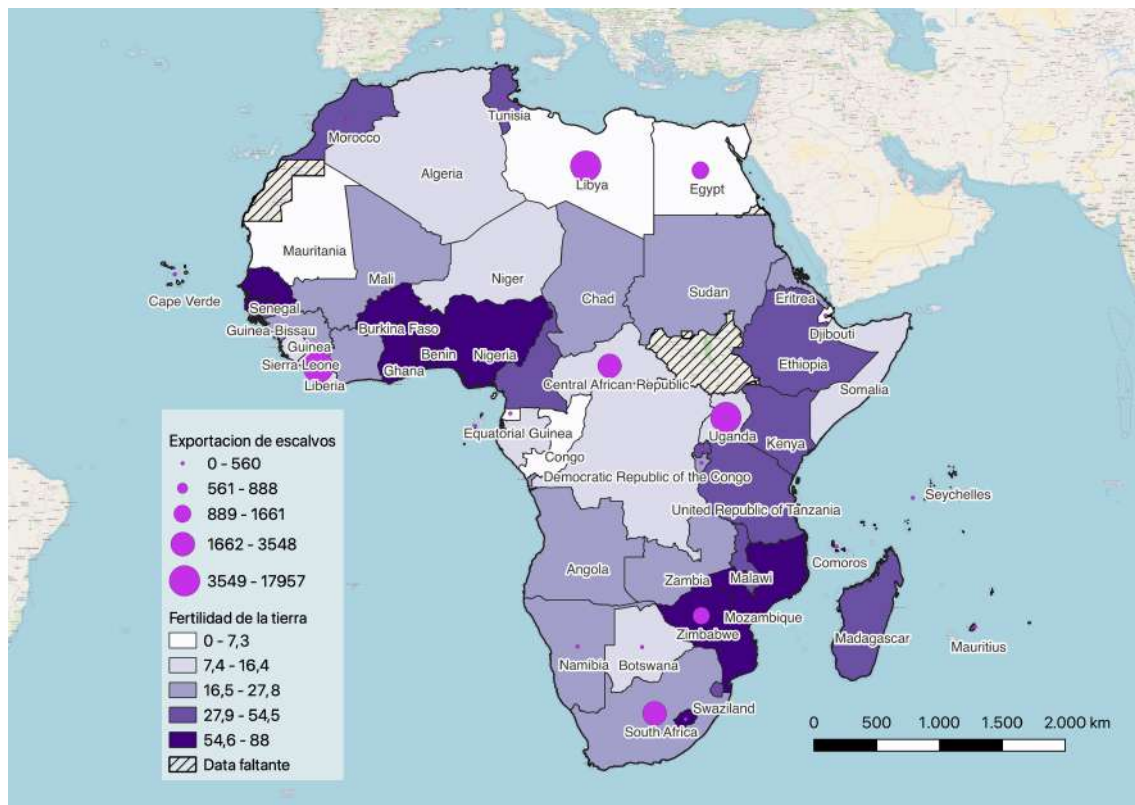 Tunisia
Morocco
Algeria
Libya
Egypt
Mauritania
Mali
Niger
Chad
Sudan
Eritrea
Cape Verde
Senegal
Guinea-Bissau
Guinea
Burkina Faso
Benin
Nigeria
Djibouti
Ethiopia
Sierra Leone
Liberia
Ghana
Central African Republic
Somalia
Equatorial Guinea
Uganda
Kenya
Congo
Democratic Republic of the Congo
Seychelles
United Republic of Tanzania
Comoros
Angola
Zambia
Malawi
Mozambique
Zimbabwe
Madagascar
Mauritius
Namibia
Botswana
Swaziland
South Africa
Exportacion de escalvos
0 - 560
561 - 888
889 - 1661
1662 - 3548
3549 - 17957
Fertilidad de la tierra
0 - 7,3
7,4 - 16,4
16,5 - 27,8
27,9 - 54,5
54,6 - 88
Data faltante
0 500 1.000 1.500 2.000 km